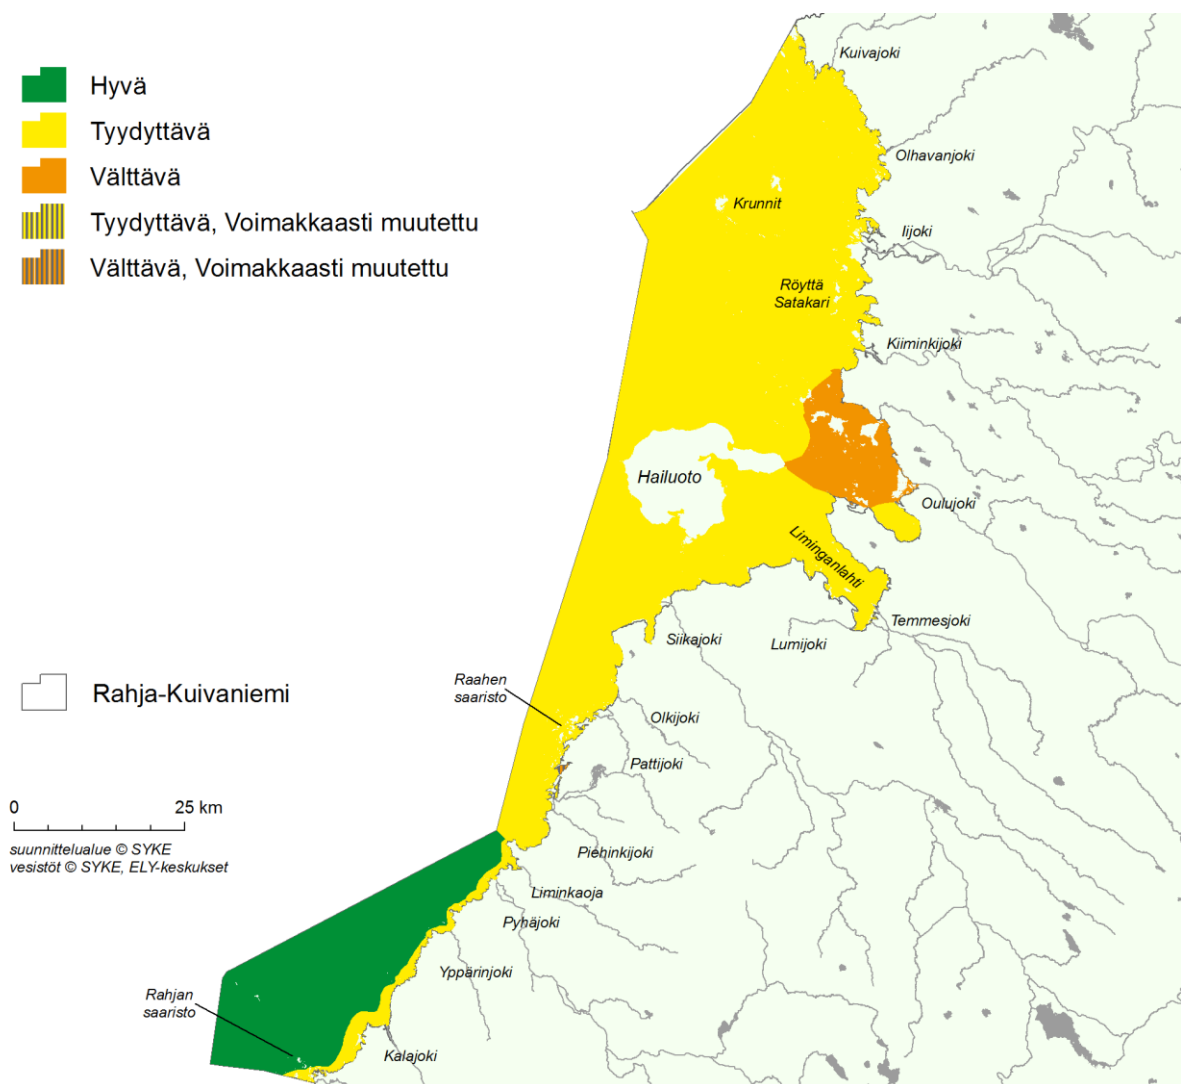 Hyvä
Tyydyttävä
Välttävä
Tyydyttävä, Voimakkaasti muutettu
Välttävä, Voimakkaasti muutettu
Kuivajoki
Olhavanjoki
Krunnit
Iijoki
Röyttä
Satakari
Kiiminkijoki
Hailuoto
Oulujoki
Liminganlahti
Temmesjoki
Siikajoki
Lumijoki
Rahja-Kuivaniemi
Raahen
saaristo
Olkijoki
Pattijoki
0 25 km
suunnittelualue © SYKE
vesistöt © SYKE, ELY-keskukset
Piehinkijoki
Liminkaoja
Pyhäjoki
Yppärinjoki
Rahjan
saaristo
Kalajoki